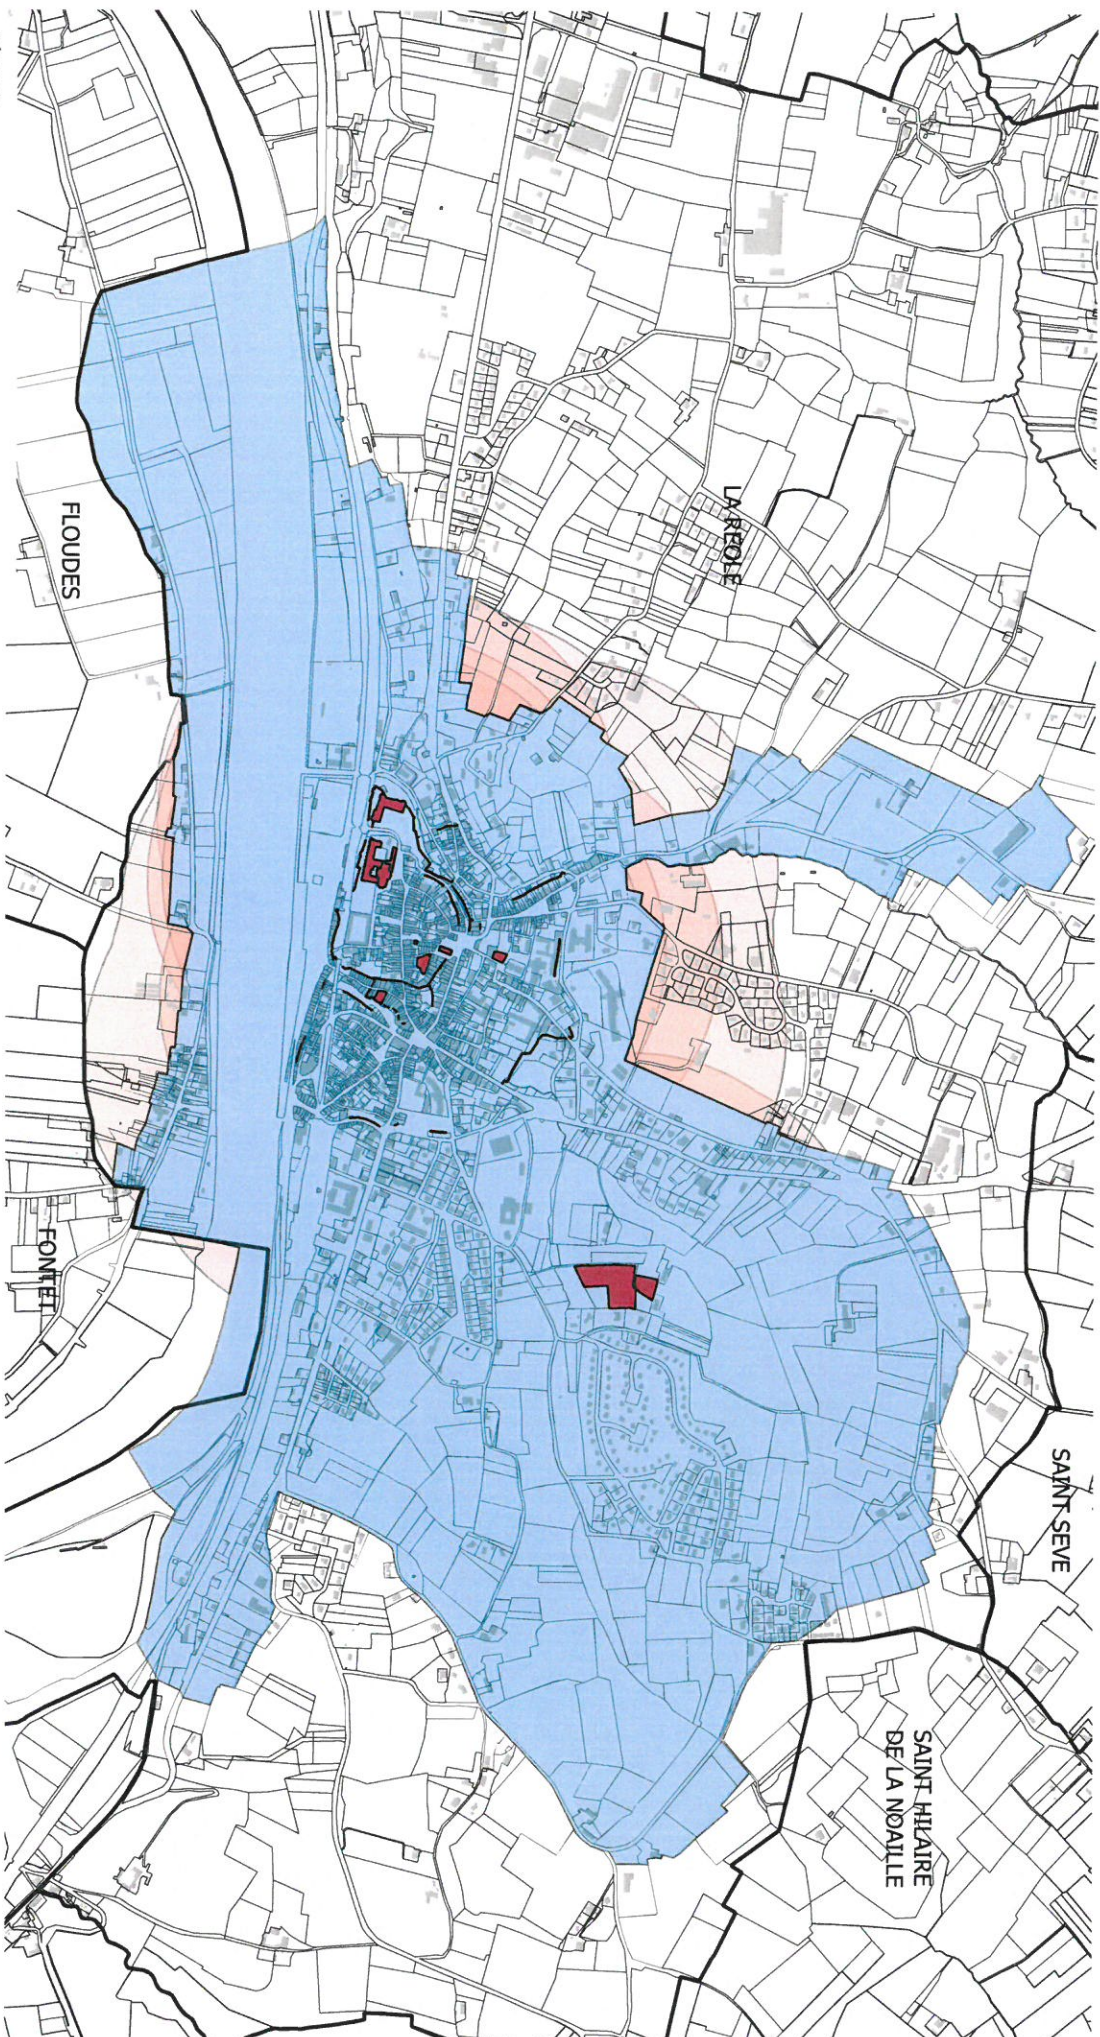 LA REOLE
FLOUDES
FONTET
SAINT SEVE
SAINT HILAIRE
DE LA NOAILLE